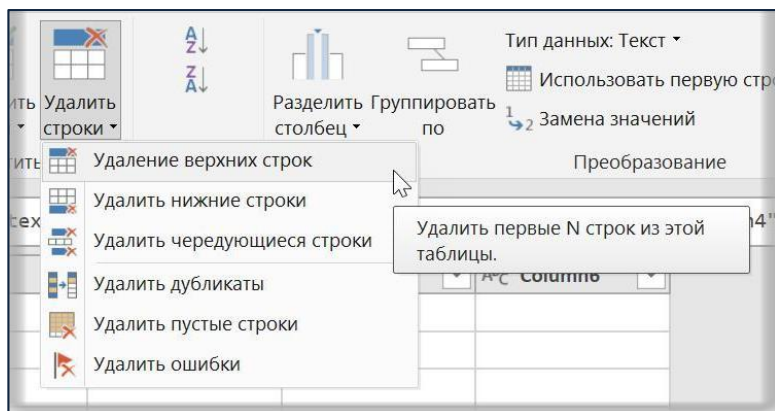 Тип данных: Текст
Использовать первую
ить Удалить Разделить Группировать
строки столбец по
Замена значений
Преобразование
Удаление верхних строк
Удалить нижние строки
Удалить чередующиеся строки
Удалить первые N строк из этой
таблицы.
Удалить дубликаты
Column6
Удалить пустые строки
Удалить ошибки